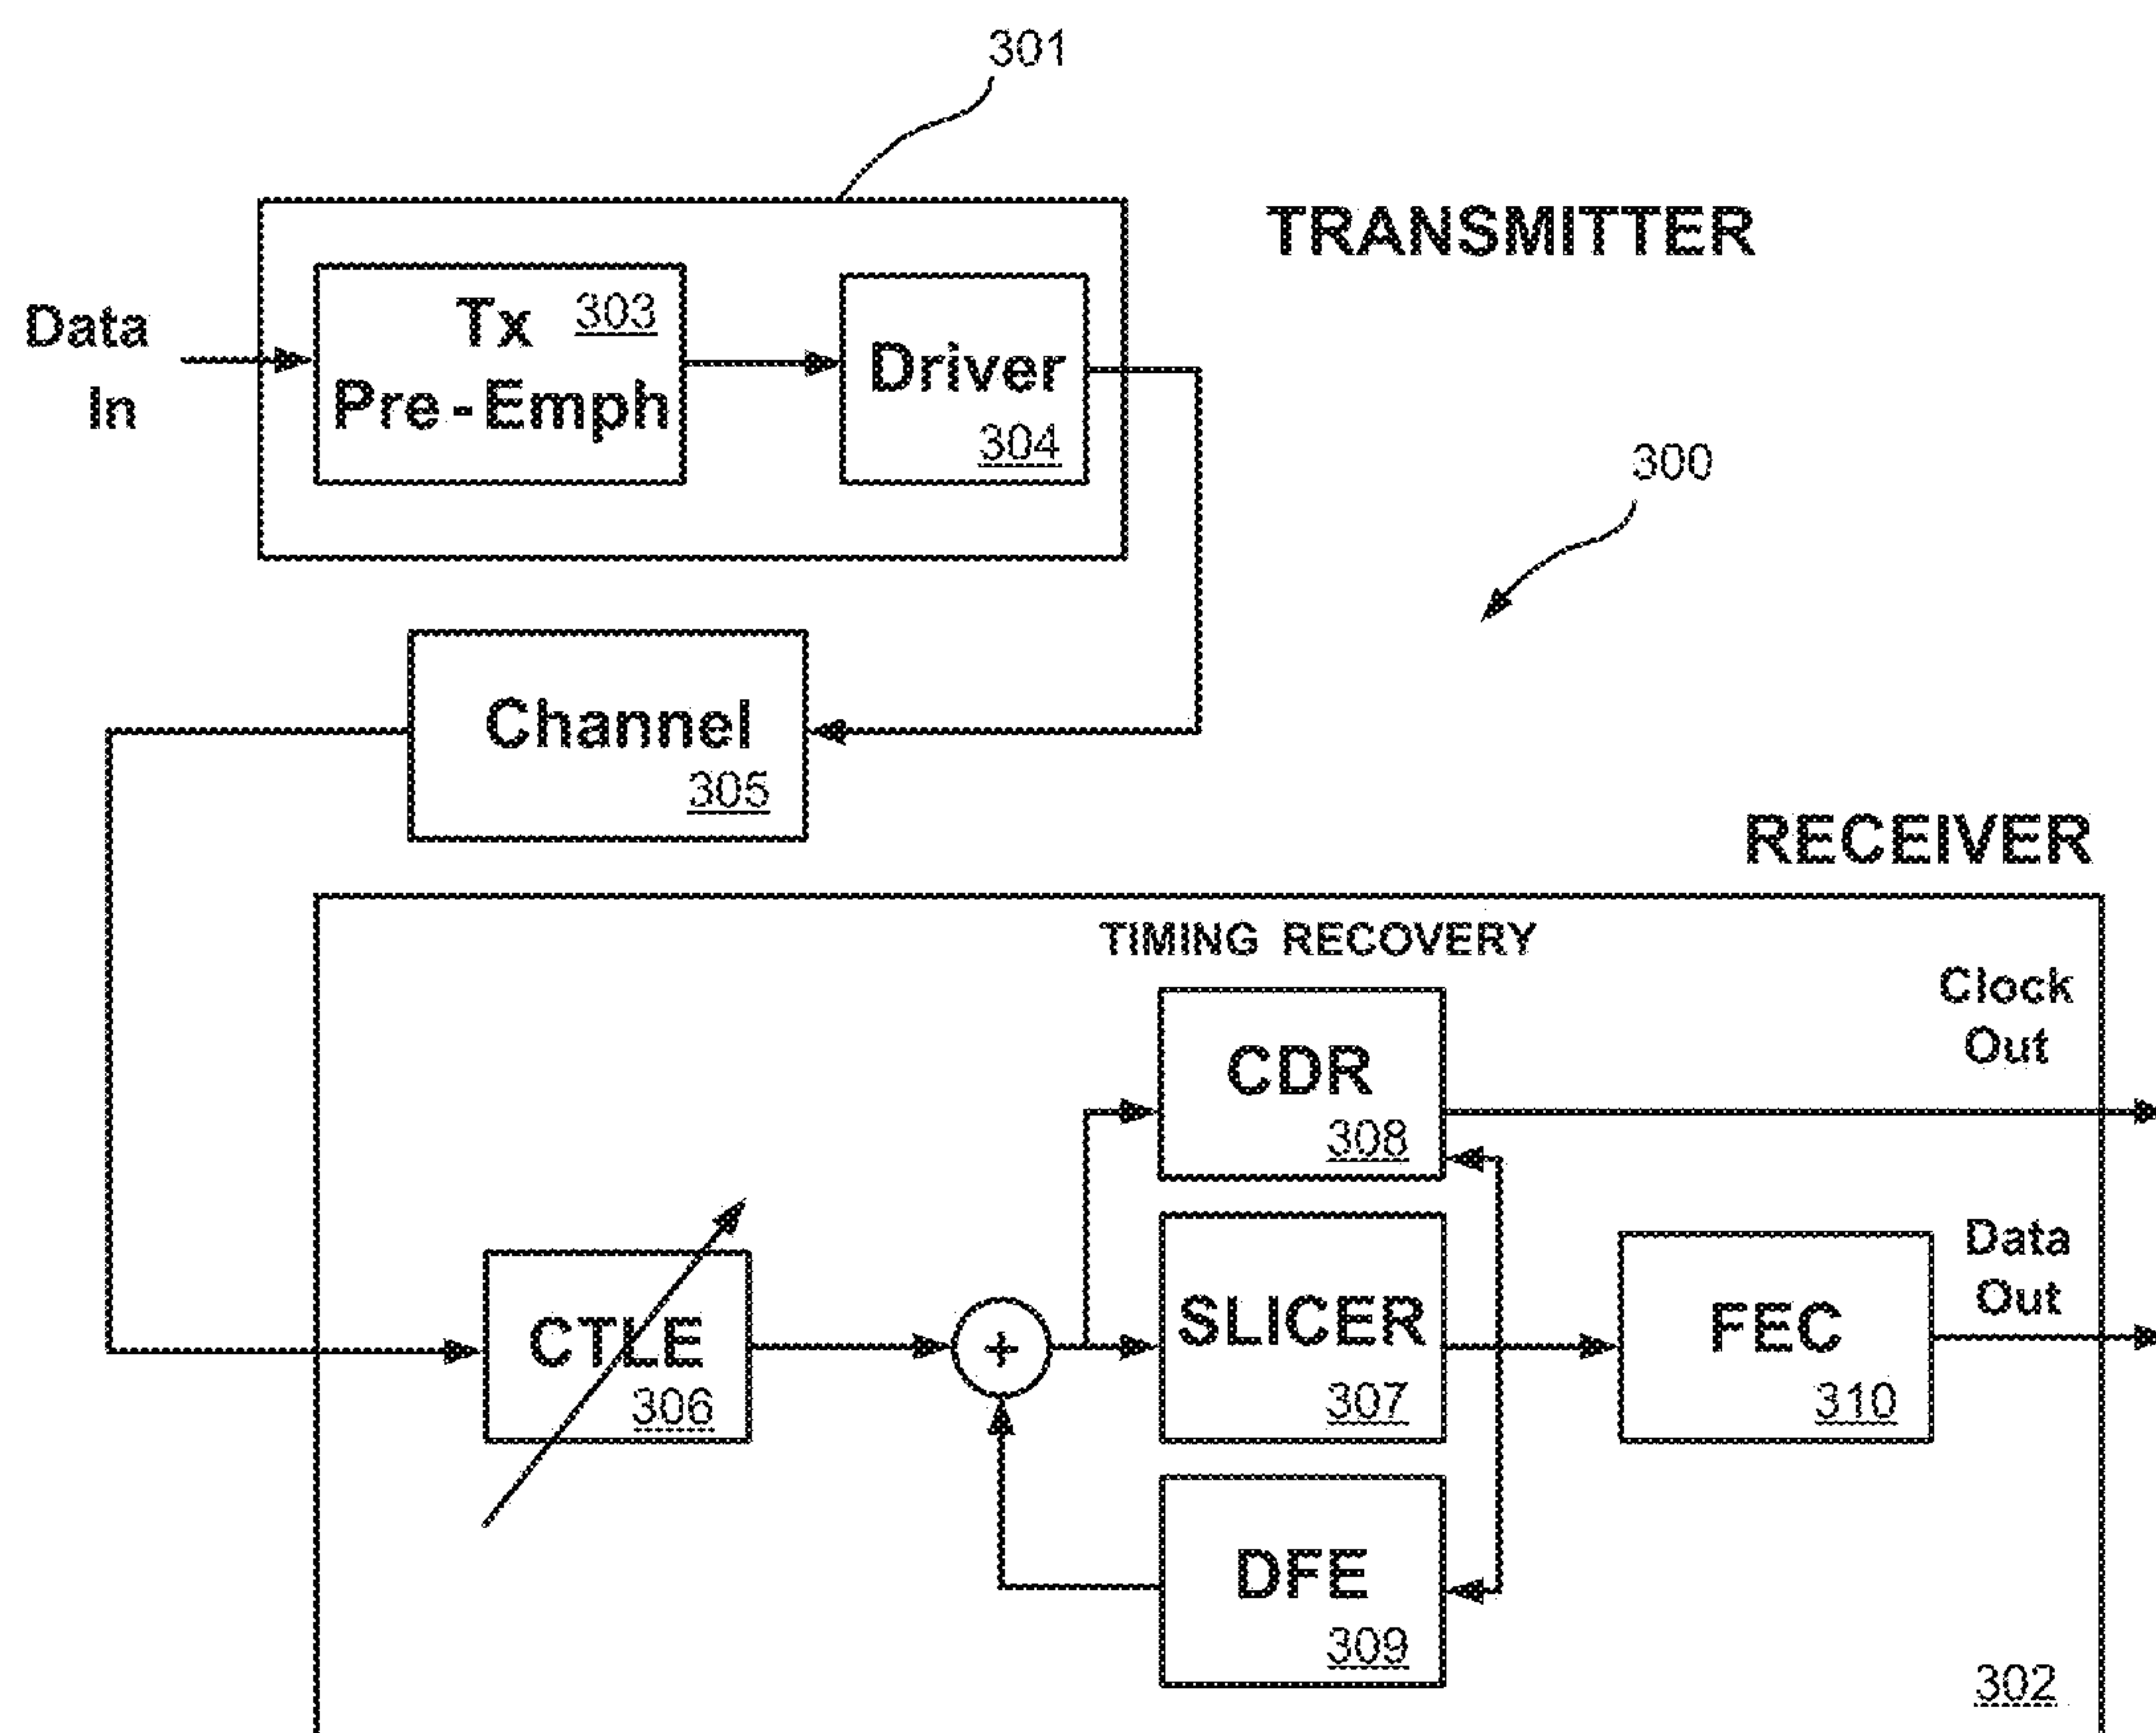 301
TRANSMITTER
Data
In
Tx 303
Pre-Emph
Driver
304
300
Channel
305
RECEIVER
TIMING RECOVERY
Clock
Out
CDR
308
CTLE
306
+
SLICER
307
FEC
310
Data
Out
DFE
309
302